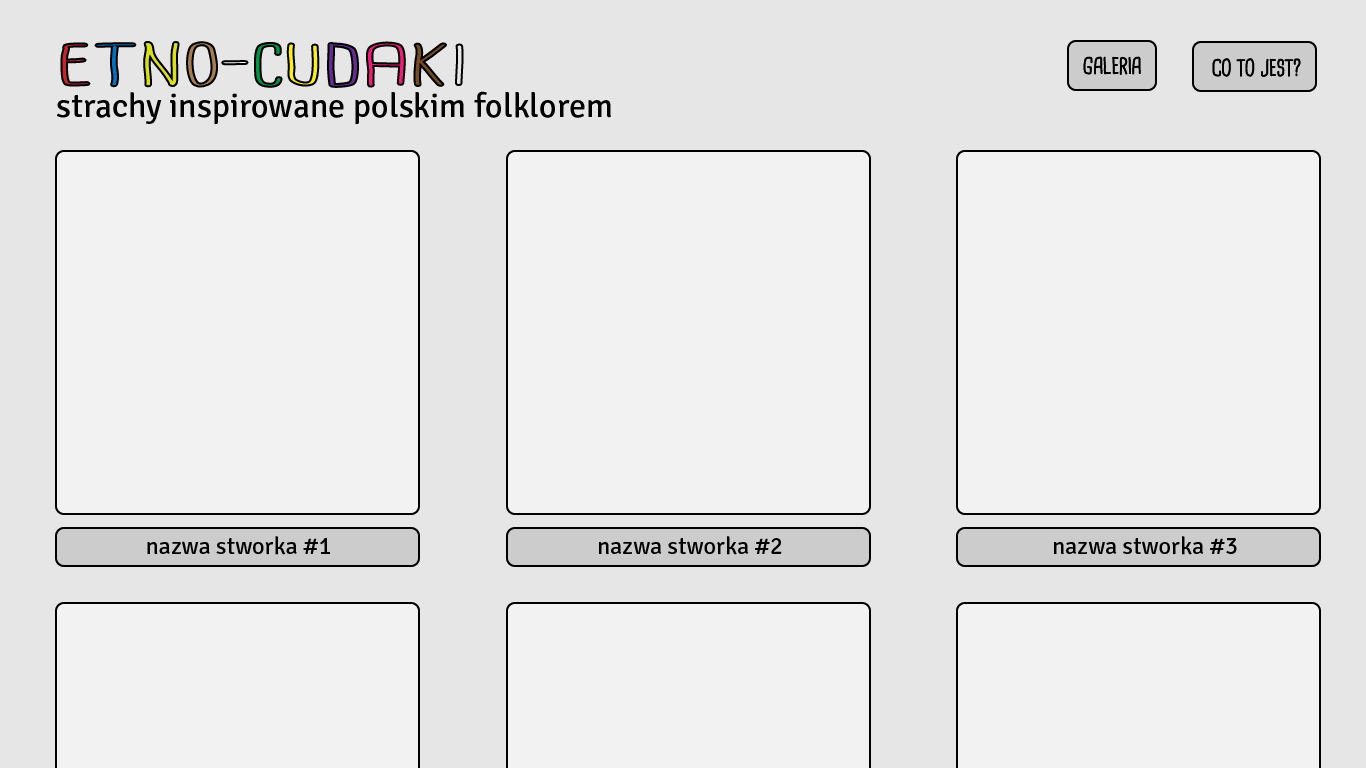 ETNO-CUDAKI
strachy inspirowane polskim folklorem
GALERIA
CO TO JEST?
nazwa stworka #1
nazwa stworka #2
nazwa stworka #3